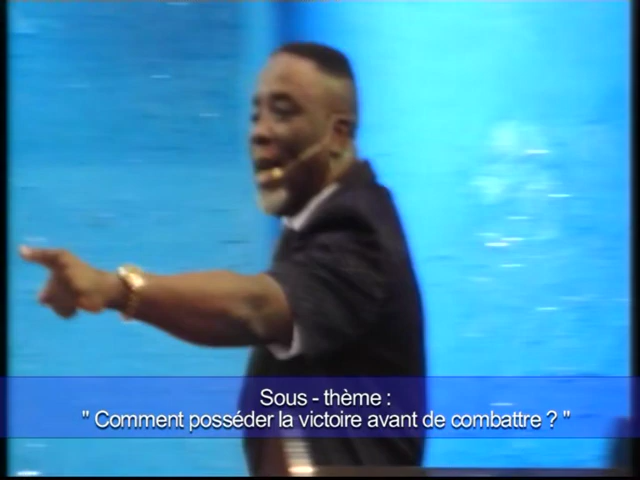 Sous - thème :
" Comment posséder la victoire avant de combattre ? "